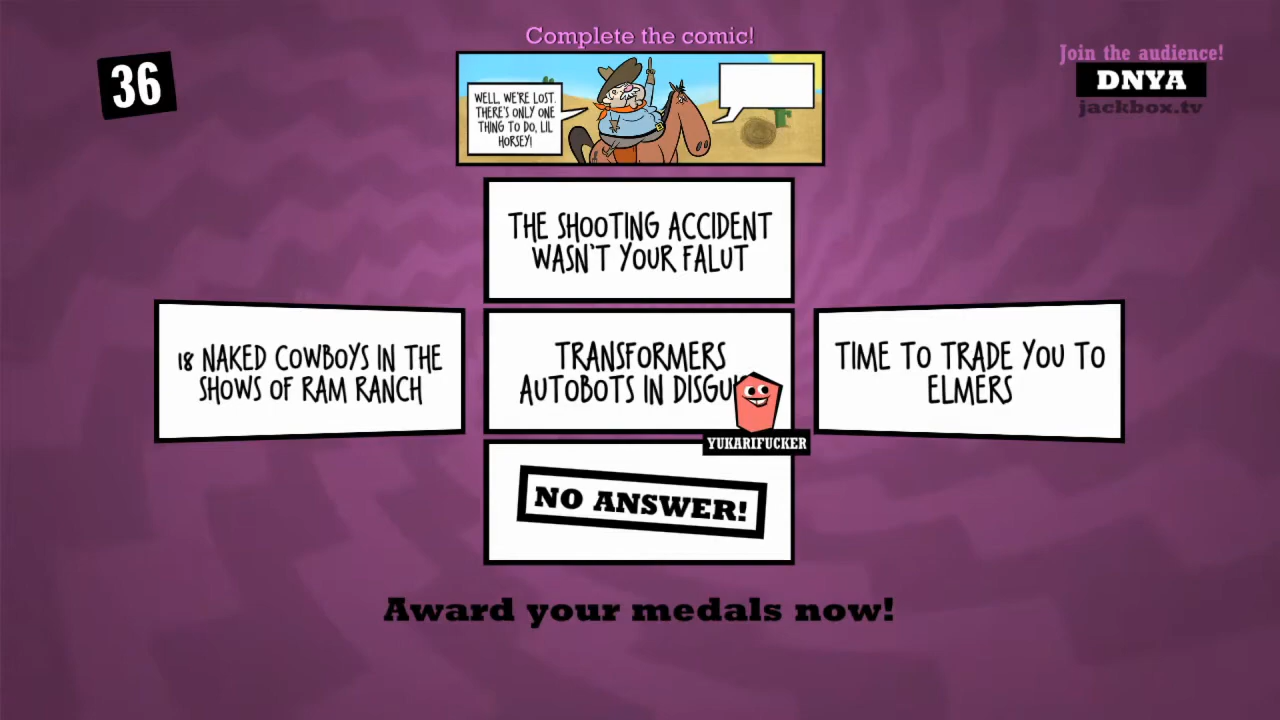 Complete the comic!
36
Join the audience!
DNYA
jackbox.tv
WELL, WE'RE LOST.
THERE'S ONLY ONE
THING TO DO, LIL
HORSEY!
THE SHOOTING ACCIDENT
WASN'T YOUR FALUT
18 NAKED COWBOYS IN THE
SHOWS OF RAM RANCH
TRANSFORMERS
AUTOBOTS IN
YUKARIFUCKER
TIME TO TRADE YOU TO
ELMERS
NO ANSWER!
Award your medals now!